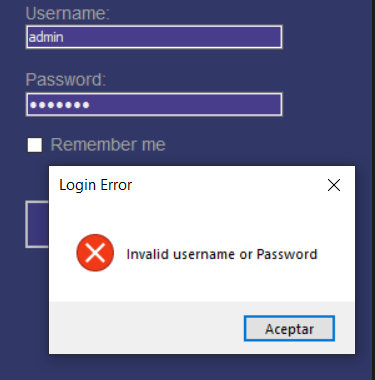 Username:
admin
Password:
•••••••
Remember me
Login Error
Invalid username or Password
Aceptar